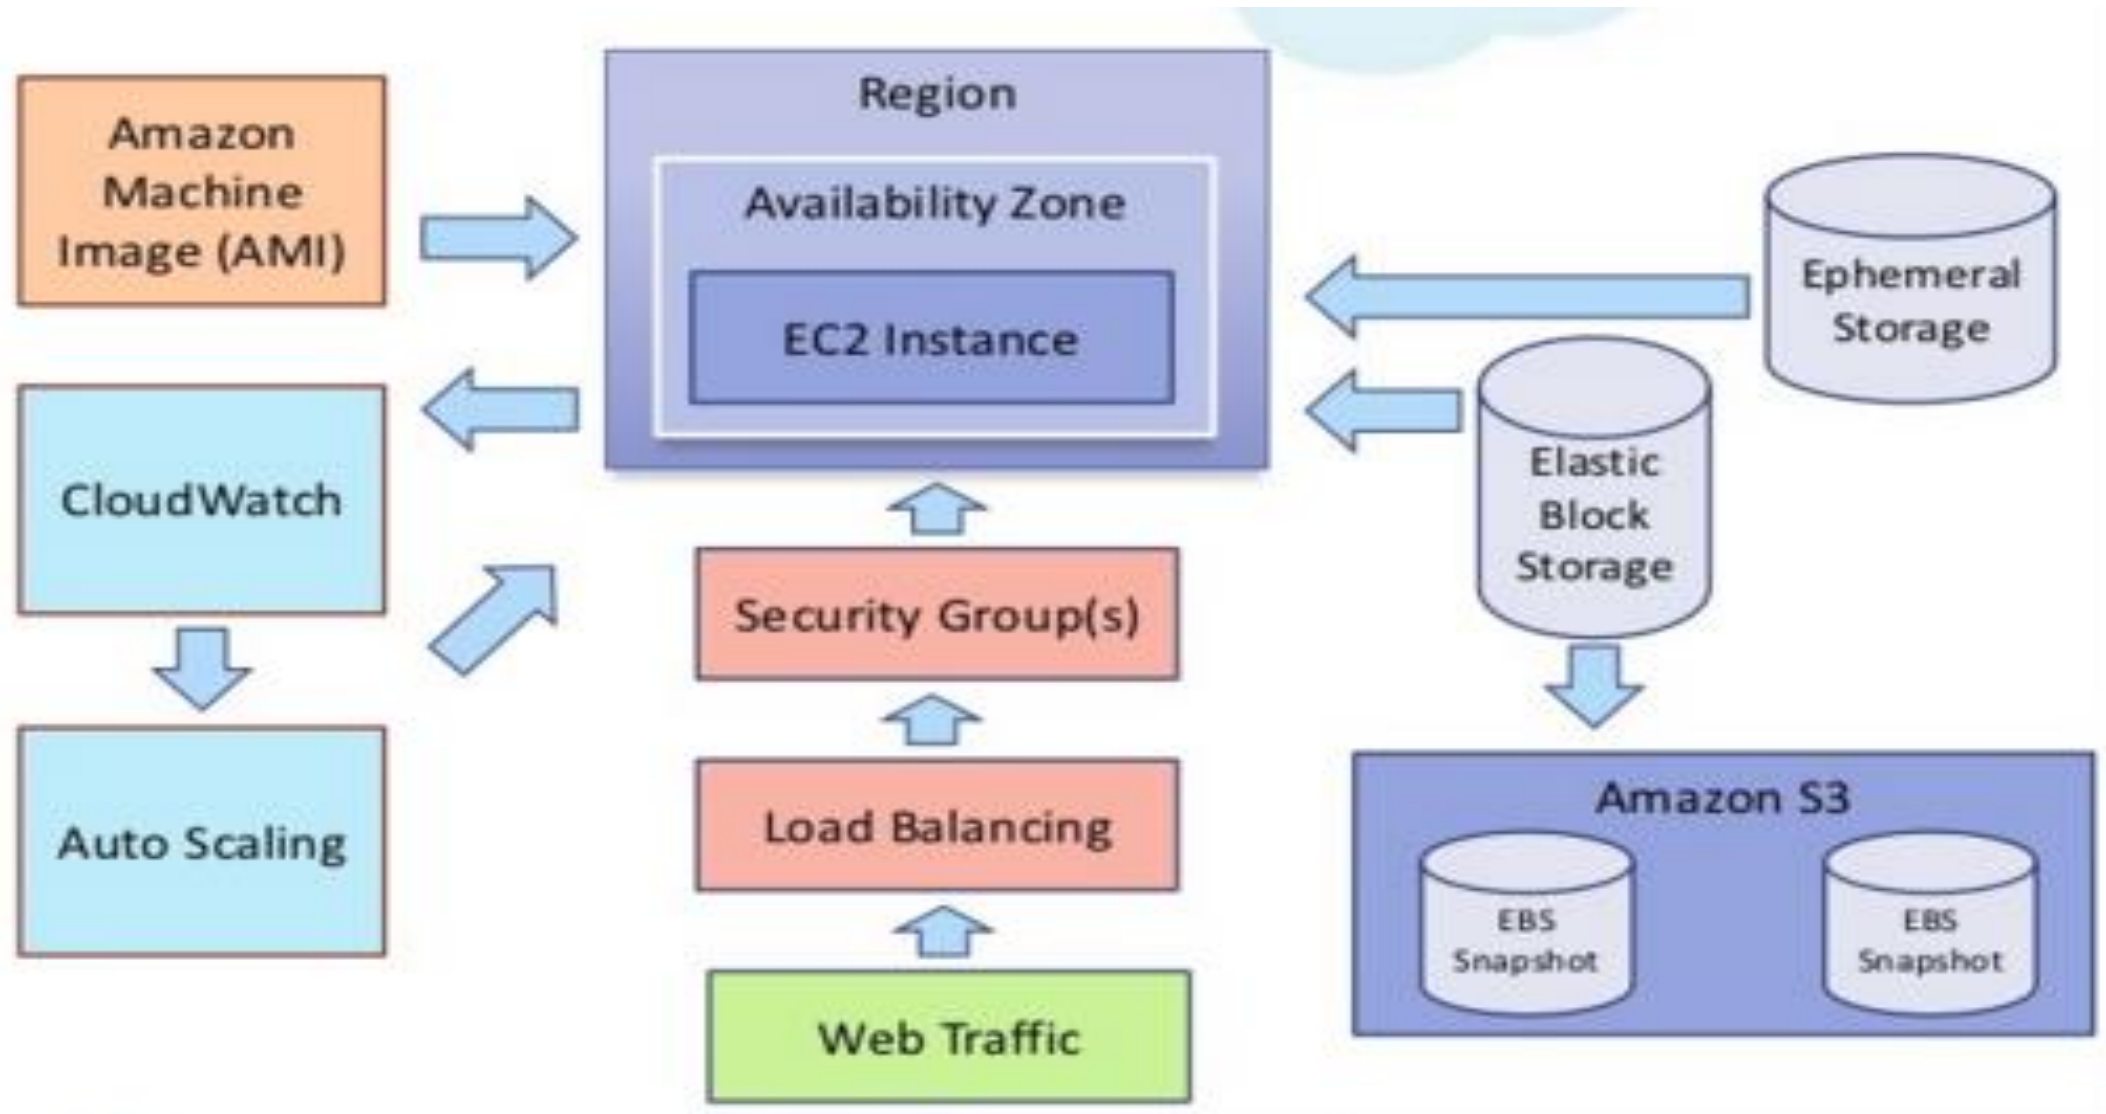 Amazon
Machine
Image (AMI)
Region
Availability Zone
EC2 Instance
Ephemeral
Storage
CloudWatch
Elastic
Block
Storage
Security Group(s)
Auto Scaling
Load Balancing
Amazon S3
EBS
Snapshot
EBS
Snapshot
Web Traffic